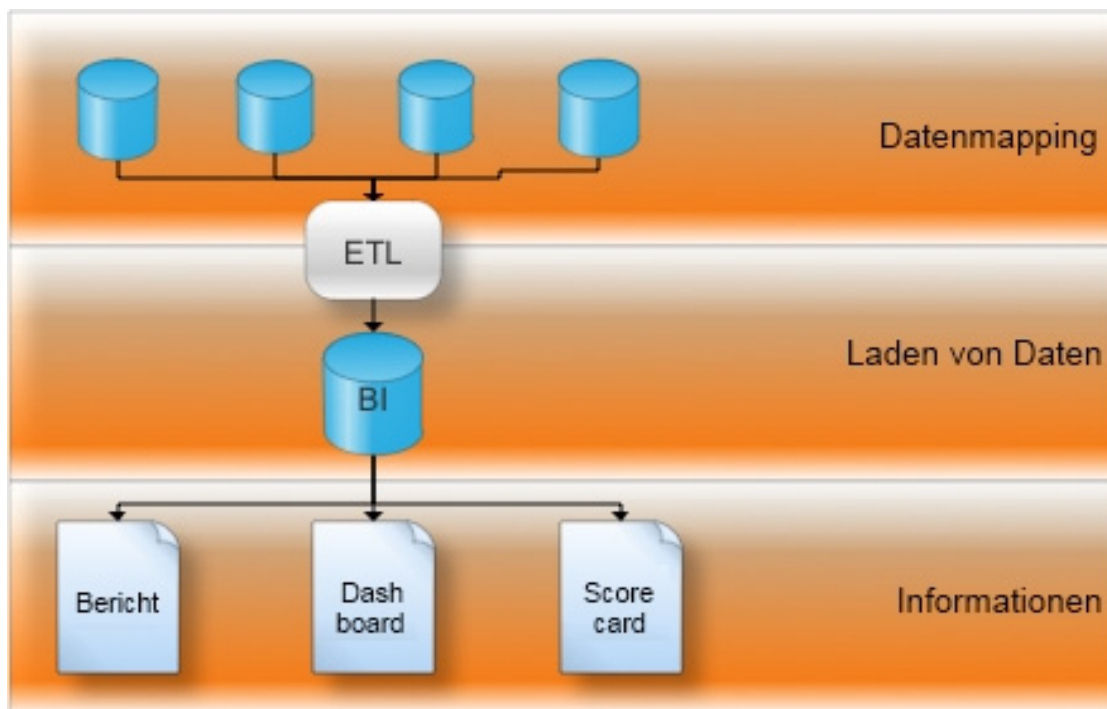 Datenmapping
ETL
Laden von Daten
BI
Bericht
Dash
board
Score
card
Informationen